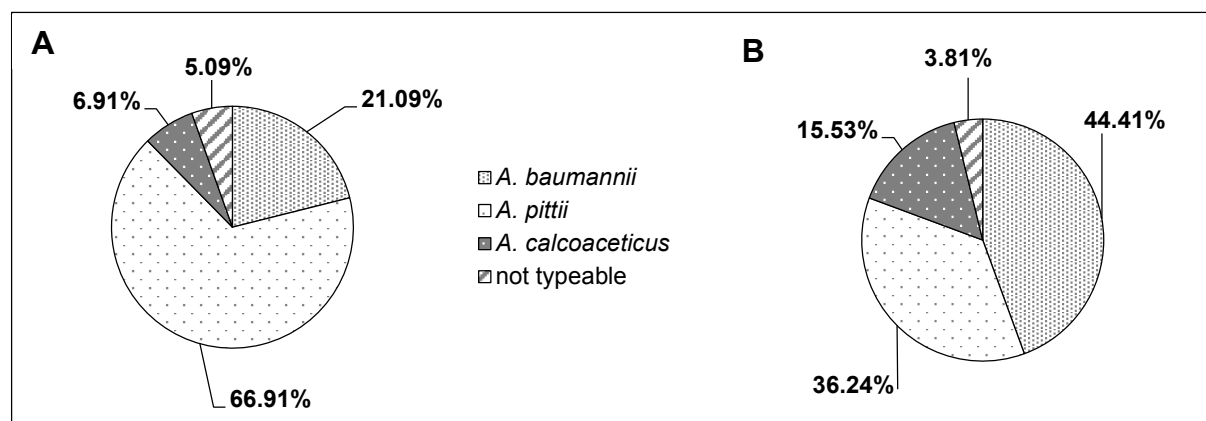 A
5.09%
6.91%
21.09%
66.91%
A. baumannii
A. pittii
A. calcoaceticus
not typeable
B
3.81%
15.53%
44.41%
36.24%